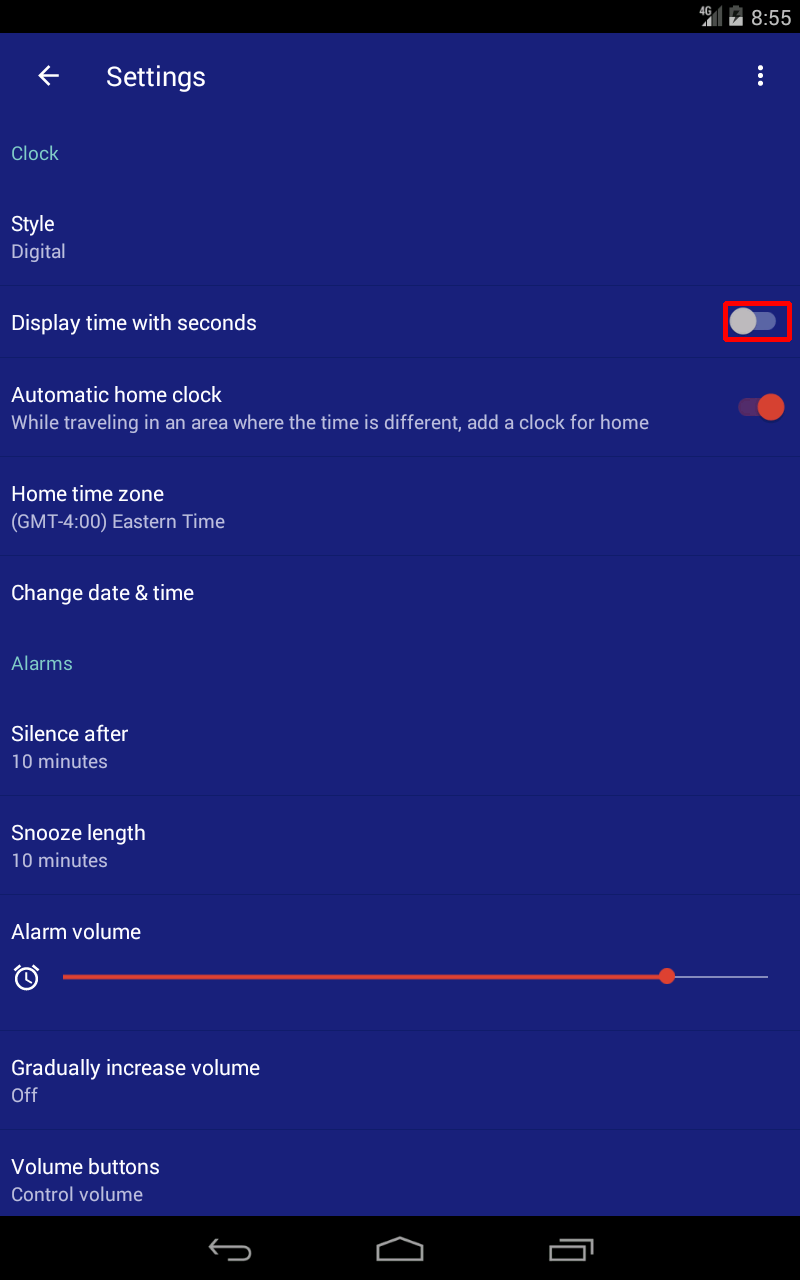 4G 8:55
Settings
Clock
Style
Digital
Display time with seconds
Automatic home clock
While traveling in an area where the time is different, add a clock for home
Home time zone
(GMT-4:00) Eastern Time
Change date & time
Alarms
Silence after
10 minutes
Snooze length
10 minutes
Alarm volume
Gradually increase volume
Off
Volume buttons
Control volume